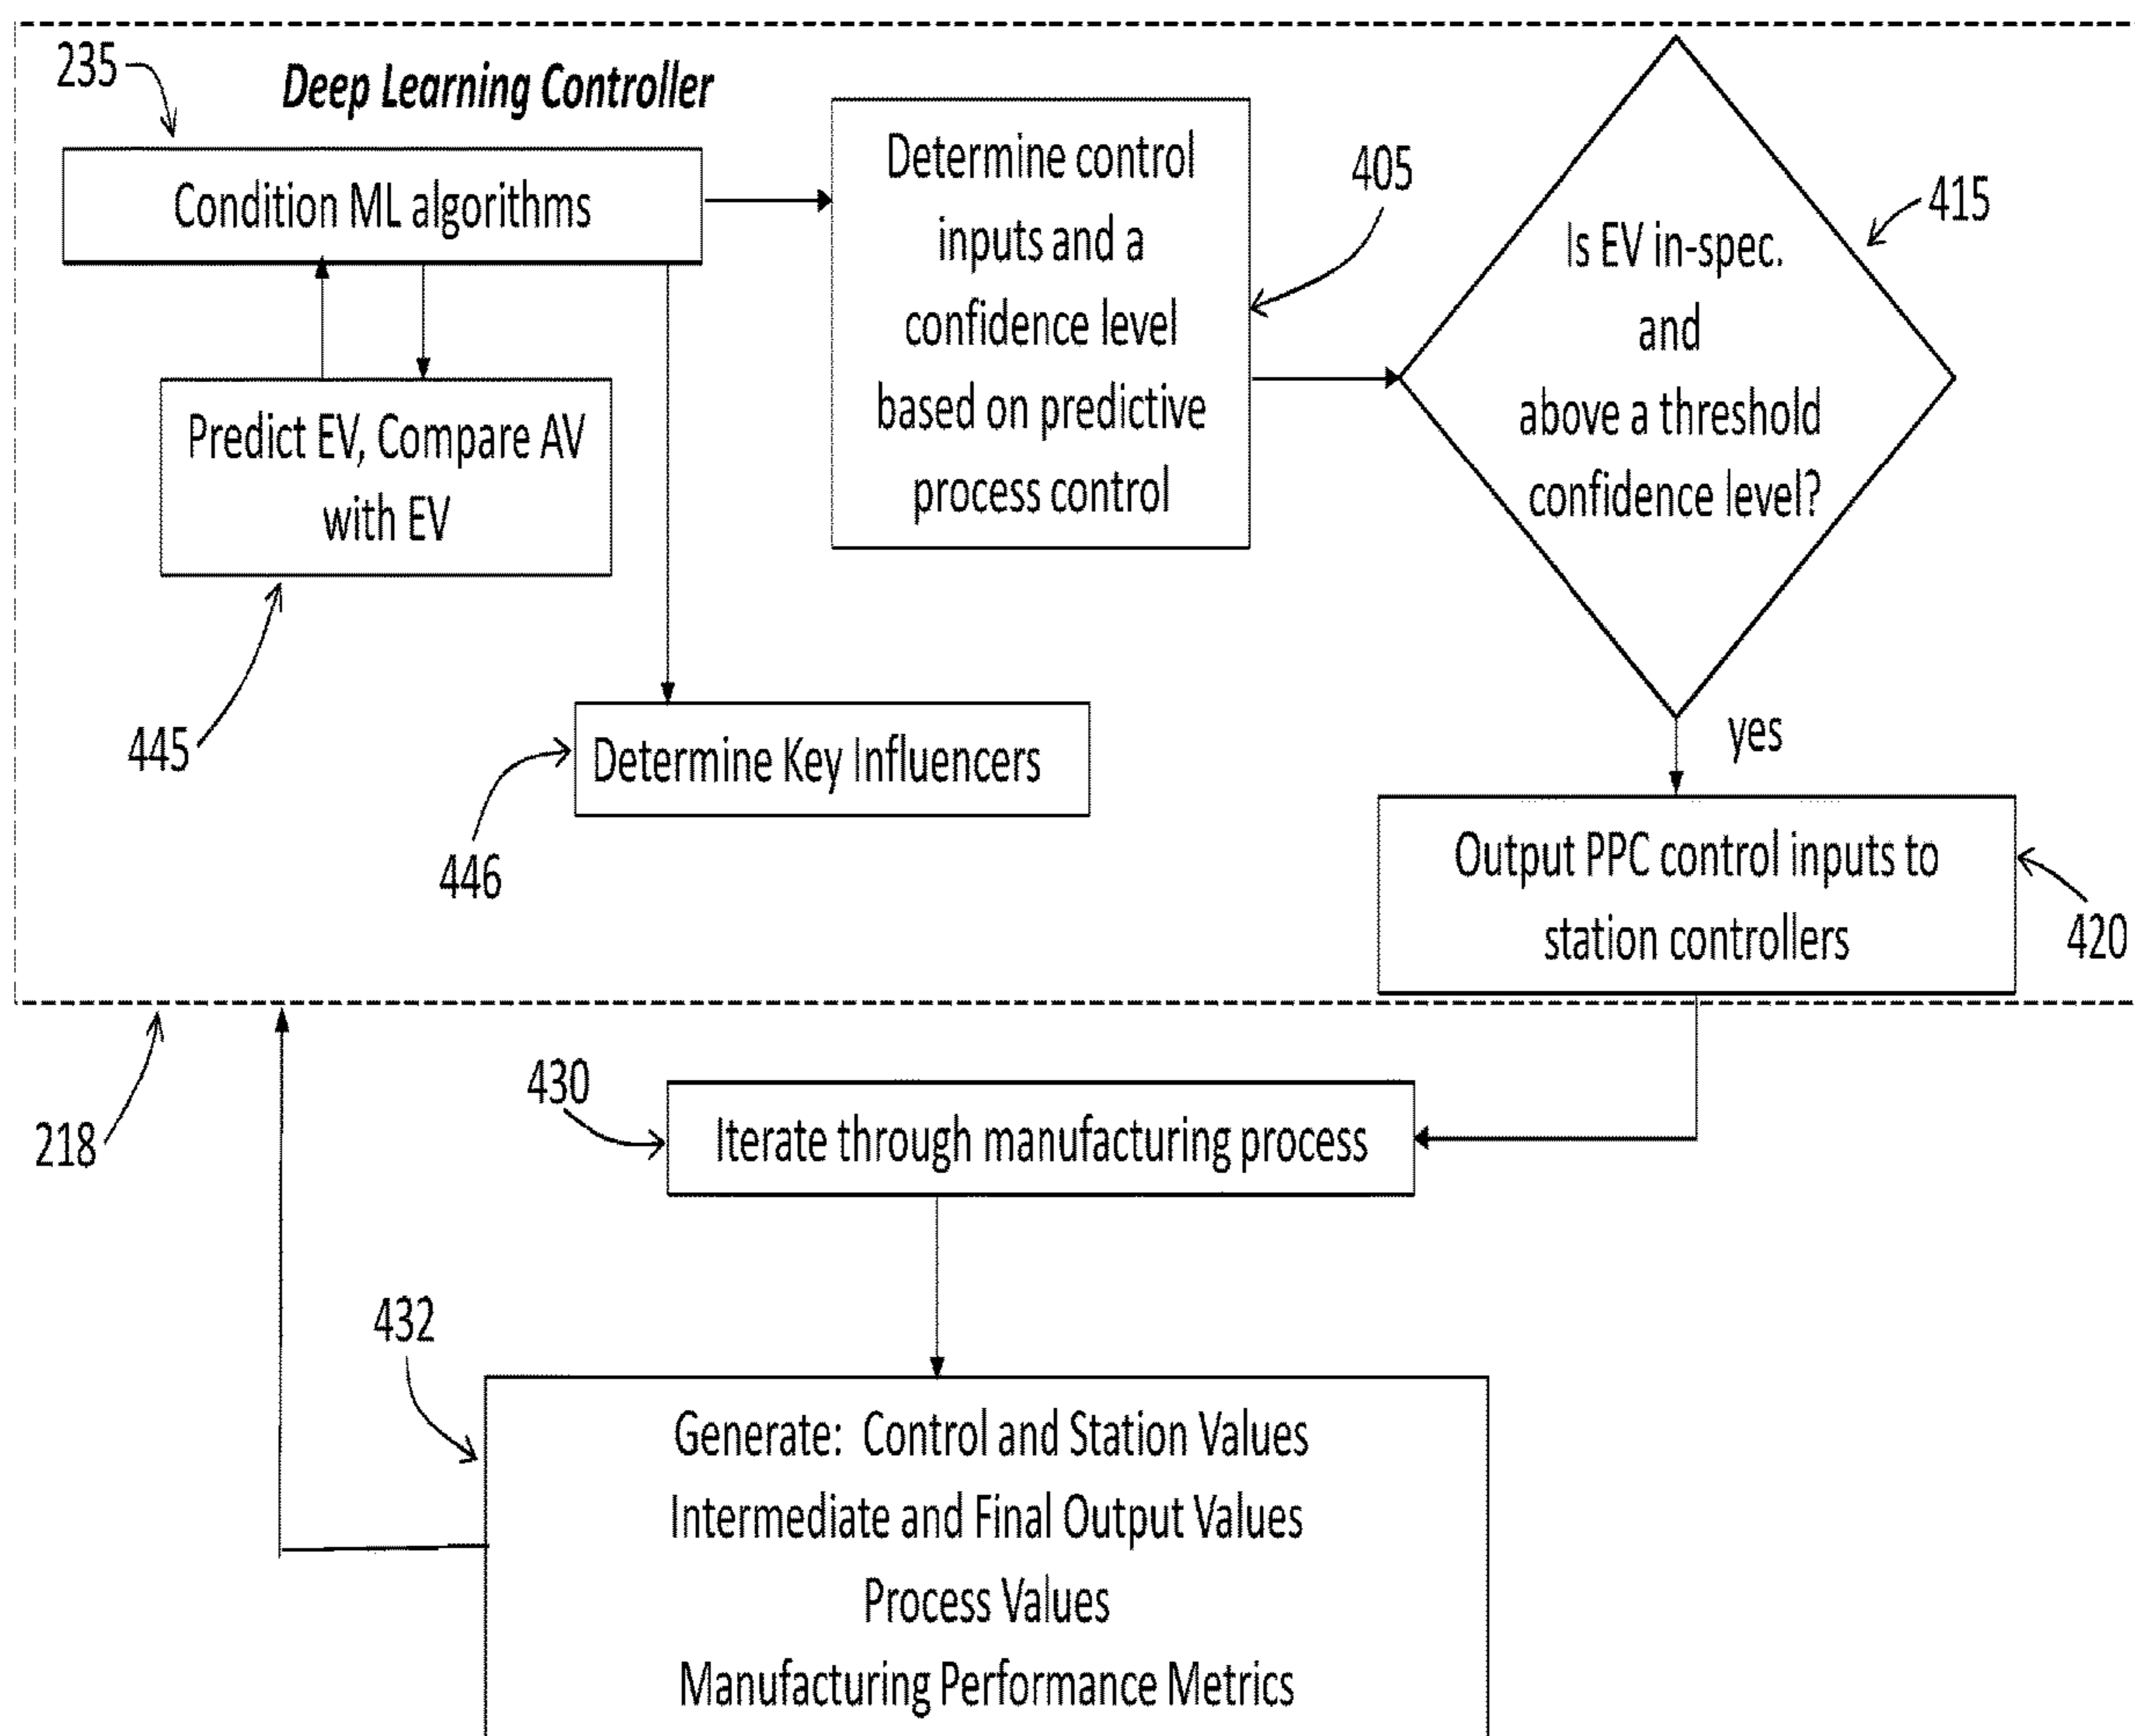 235
Deep Learning Controller
Condition ML algorithms
Determine control
inputs and a
confidence level
based on predictive
process control
405
Is EV in-spec.
and
above a threshold
confidence level?
415
Predict EV, Compare AV
with EV
445
Determine Key Influencers
446
yes
Output PPC control inputs to
station controllers
420
218
430
Iterate through manufacturing process
432
Generate: Control and Station Values
Intermediate and Final Output Values
Process Values
Manufacturing Performance Metrics